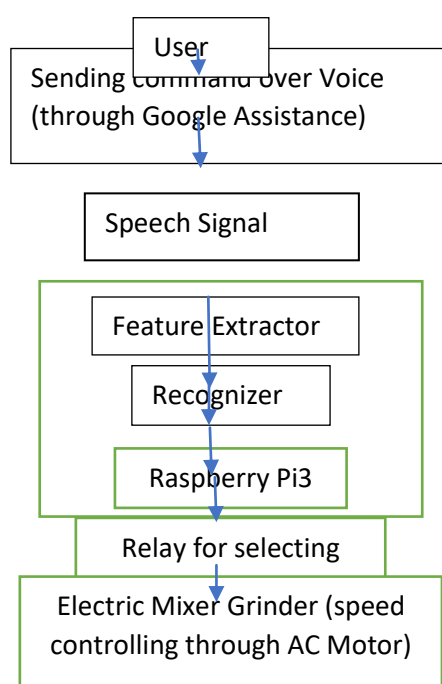 User
Sending command over Voice
(through Google Assistance)
Speech Signal
Feature Extractor
Recognizer
Raspberry Pi3
Relay for selecting
Electric Mixer Grinder (speed
controlling through AC Motor)